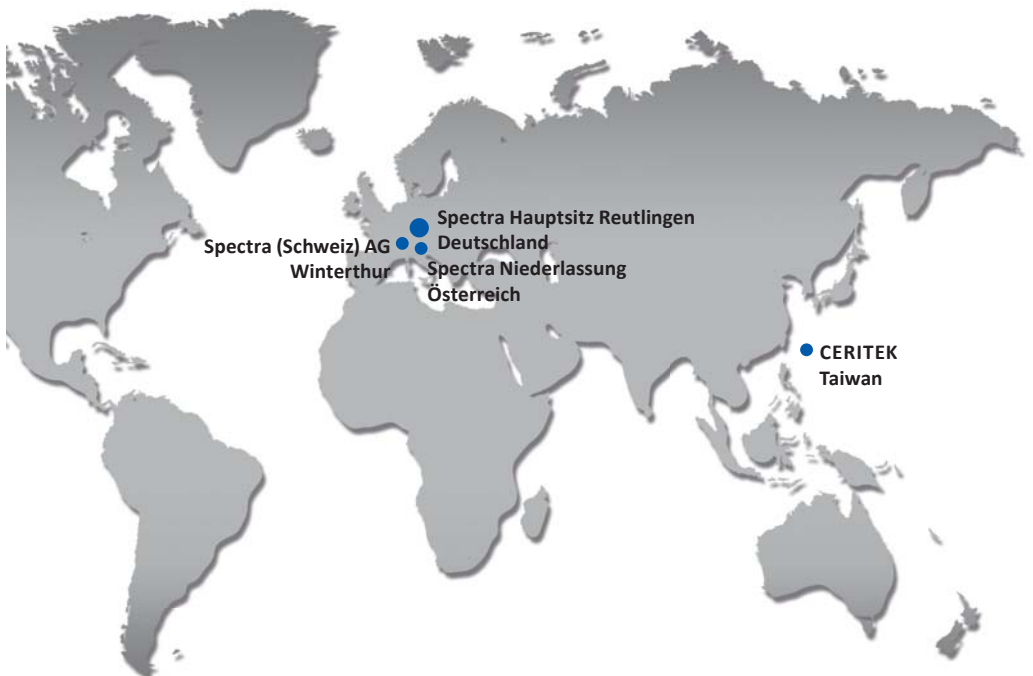 Spectra Hauptsitz Reutlingen
Deutschland
Spectra (Schweiz) AG
Winterthur
Spectra Niederlassung
Österreich
CERITEK
Taiwan